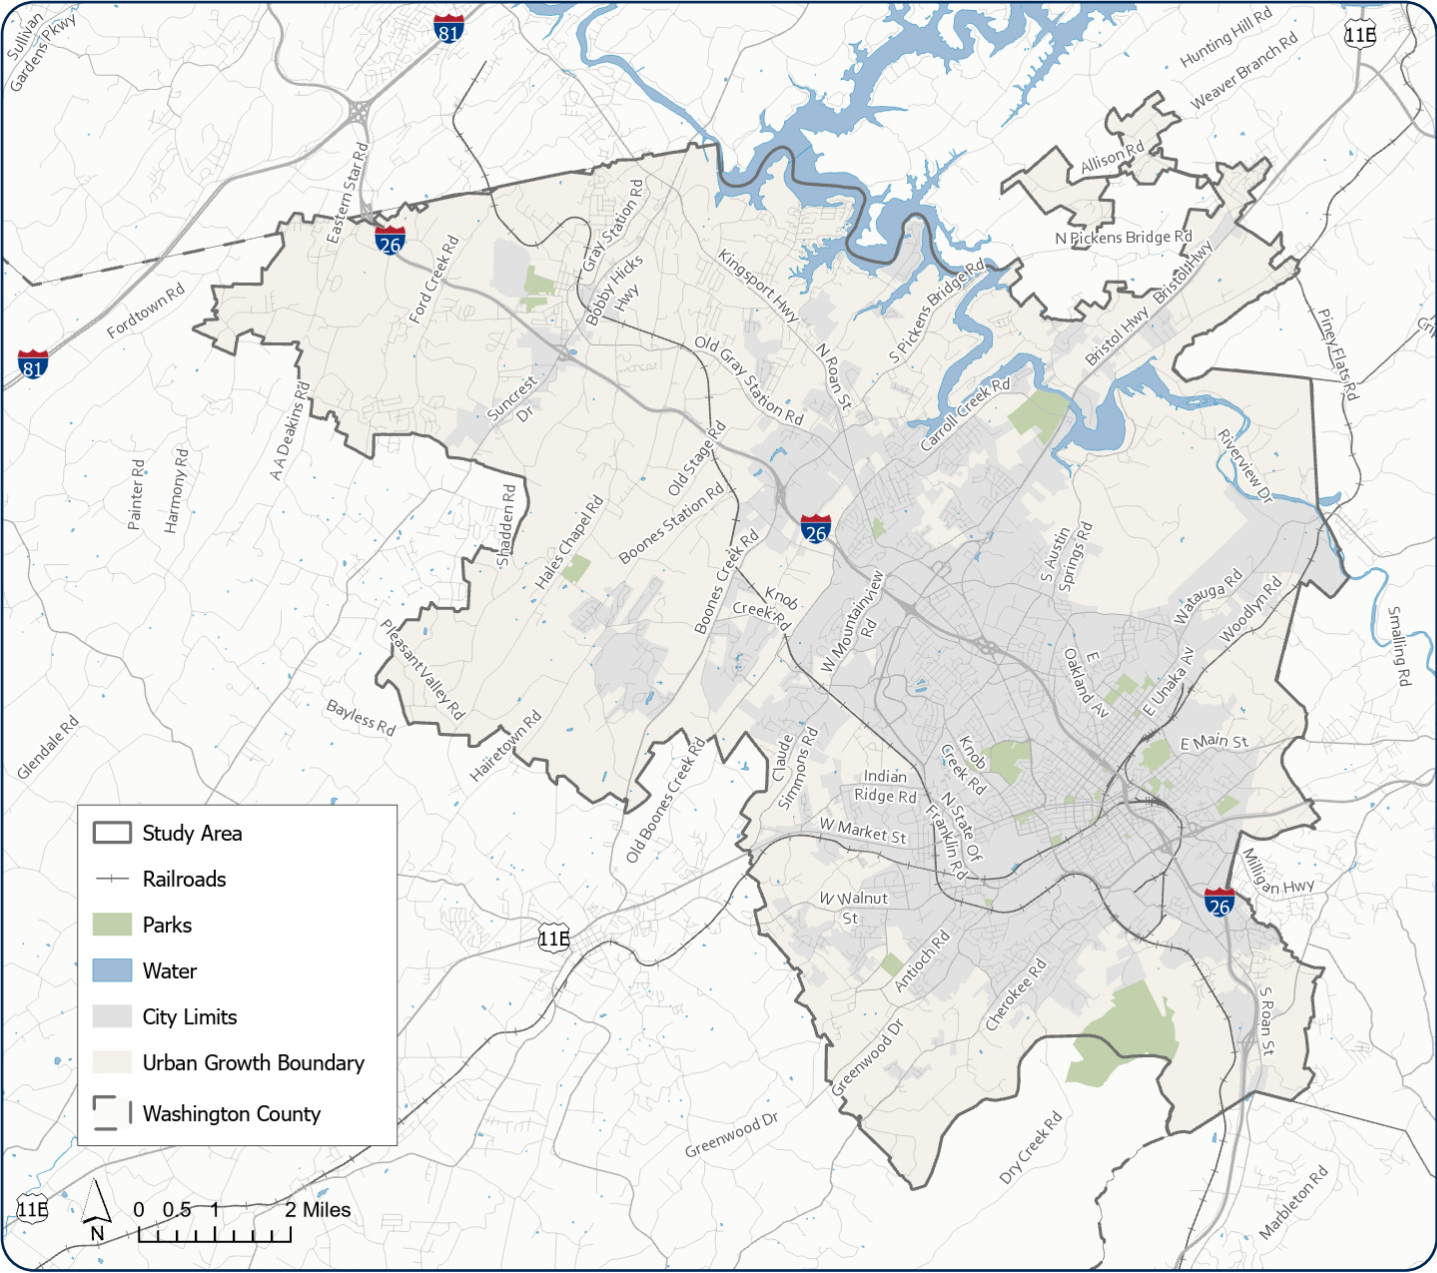 Sullivan
Gardens Pkwy
81
11E
Hunting Hill Rd
Weaver Branch Rd
Allison Rd
Eastern Star Rd
26
Gray Station Rd
Ford Creek Rd
N Pickens Bridge Rd
Kingsport Hwy
Bobby Hicks
Hwy
Bristol Hwy
S Pickens Bridge Rd
Fordtown Rd
Bristol Hwy
Piney Flats Rd
81
Old Gray Station Rd
N Roan St
Suncrest
Dr
Carroll Creek Rd
A A Deakins Rd
Painter Rd
Harmony Rd
Old Stage Rd
Riverview Dr
Shadden Rd
Hales Chapel Rd
Boones Station Rd
26
S Austin
Springs Rd
Boones Creek Rd
Knob
Creek Rd
W Mountainview
Rd
Watauga Rd
Woodlyn Rd
Smalling Rd
Pleasant Valley Rd
E
Oakland Av
E Unaka Av
Bayless Rd
Hairetown Rd
Glendale Rd
Old Boones Creek Rd
Claude
Simmons Rd
Knob
Creek Rd
E Main St
Indian
Ridge Rd
N State Of
Franklin Rd
W Market St
Milligan Hwy
26
W Walnut
St
11E
Antioch Rd
Cherokee Rd
S Roan St
Greenwood Dr
Greenwood Dr
Dry Creek Rd
Marbleton Rd
Study Area
Railroads
Parks
Water
City Limits
Urban Growth Boundary
Washington County
11E
N
0 0.5 1 2 Miles